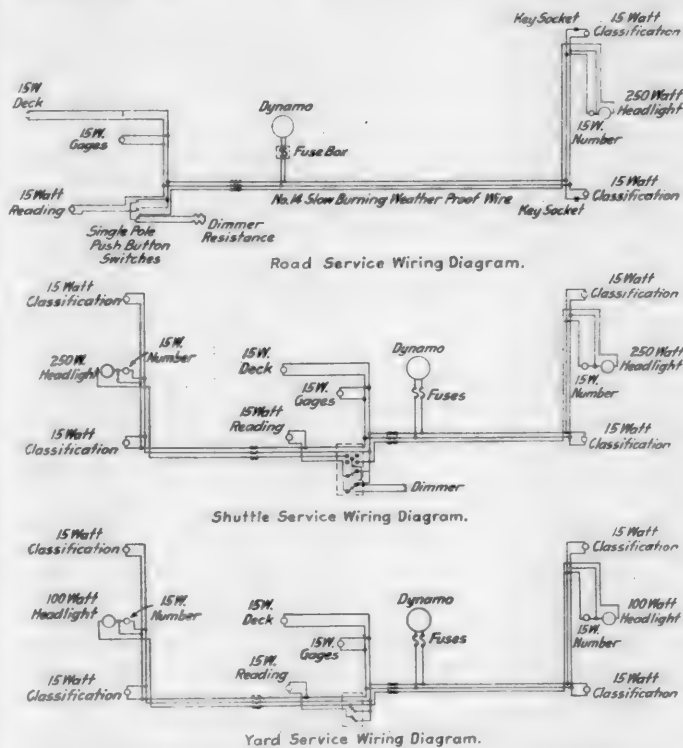 Key Socket
15 Watt
Classification
15W.
Deck
Dynamo
250 Watt
Headlight
15W.
Number
15W.
Gages
Fuse Box
15 Watt
Reading
No.14 Slow Burning Weather Proof Wire
15 Watt
Classification
Key Socket
Single Pole
Push Button
Switches
Dimmer
Resistance
Road Service Wiring Diagram.
15 Watt
Classification
15 Watt
Classification
15W.
Number
250W.
Headlight
15W.
Deck
Dynamo
250 Watt
Headlight
15W.
Number
15W.
Gages
Fuses
15 Watt
Reading
15 Watt
Classification
15 Watt
Classification
Dimmer
Shuttle Service Wiring Diagram.
15 Watt
Classification
15 Watt
Classification
100 Watt
Headlight
15W.
Number
15W.
Deck
Dynamo
100 Watt
Headlight
15W.
Number
15W.
Gages
Fuses
15W.
Reading
15 Watt
Classification
15 Watt
Classification
Yard Service Wiring Diagram.